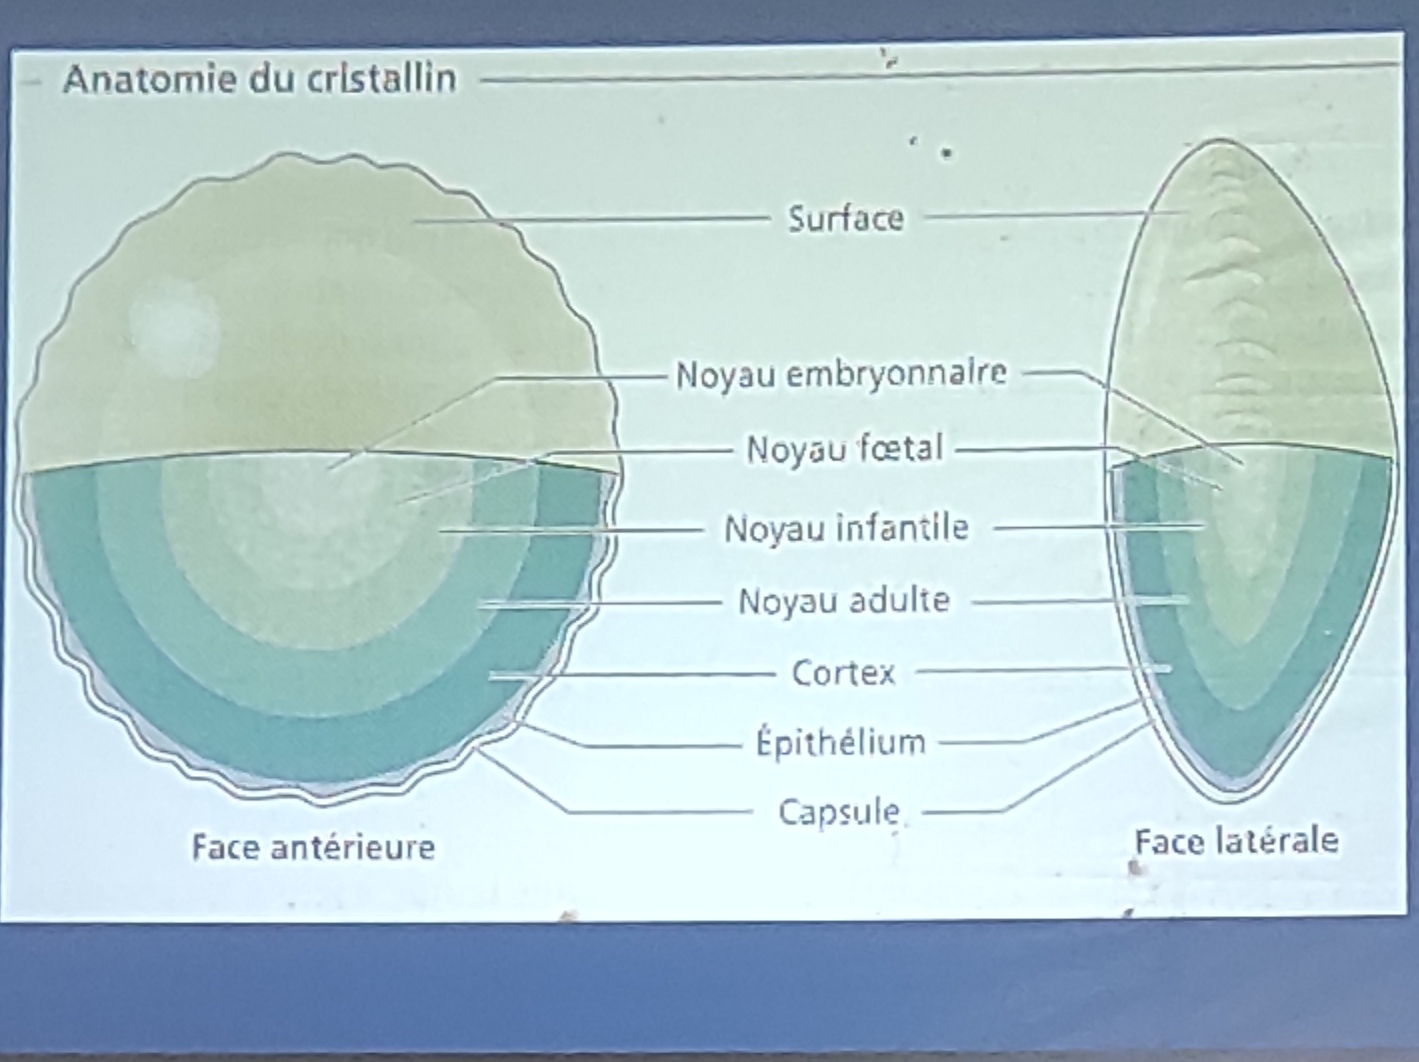 Anatomie du cristallin
Surface
Noyau embryonnaire
Noyau fœtal
Noyau infantile
Noyau adulte
Cortex
Épithélium
Capsule
Face antérieure
Face latérale